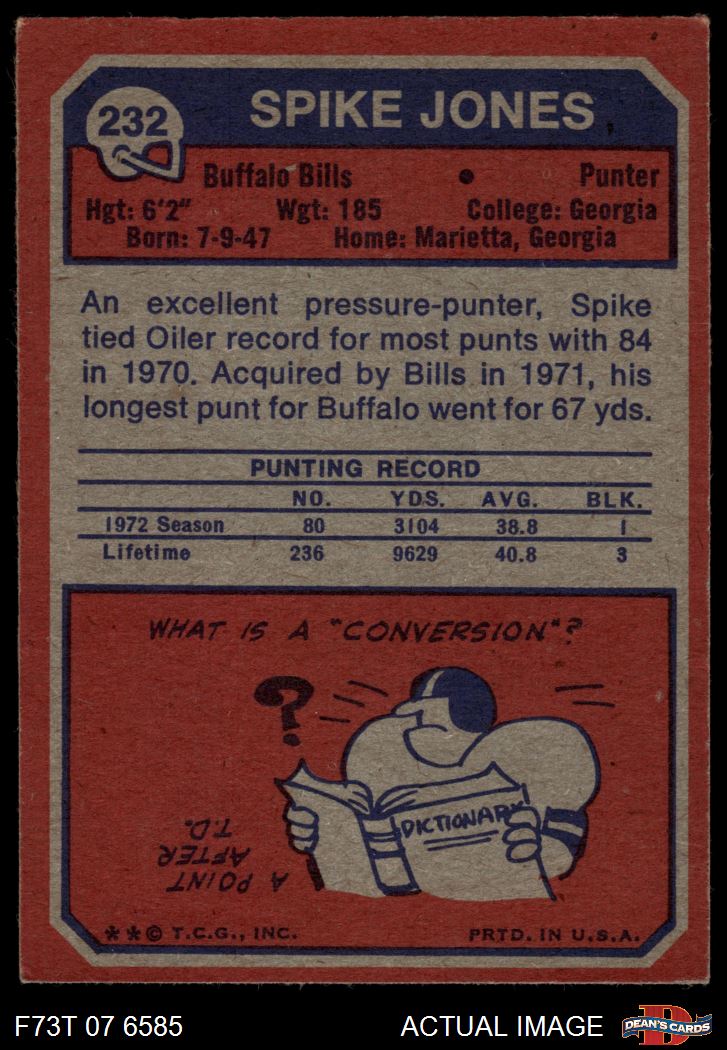 232
SPIKE JONES
Buffalo Bills • Punter
Hgt: 6'2" Wgt: 185 College: Georgia
Born: 7-9-47 Home: Marietta, Georgia
An excellent pressure-punter, Spike
tied Oiler record for most punts with 84
in 1970. Acquired by Bills in 1971, his
longest punt for Buffalo went for 67 yds.
PUNTING RECORD
NO. YDS. AVG. BLK.
1972 Season 80 3104 38.8 1
Lifetime 236 9629 40.8 3
WHAT IS A "CONVERSION"?
?
DICTIONARY
A POINT
AFTER
T.D.
**© T.C.G., INC. PRTD. IN U.S.A.
F73T 07 6585 ACTUAL IMAGE
D
DEAN'S CARDS